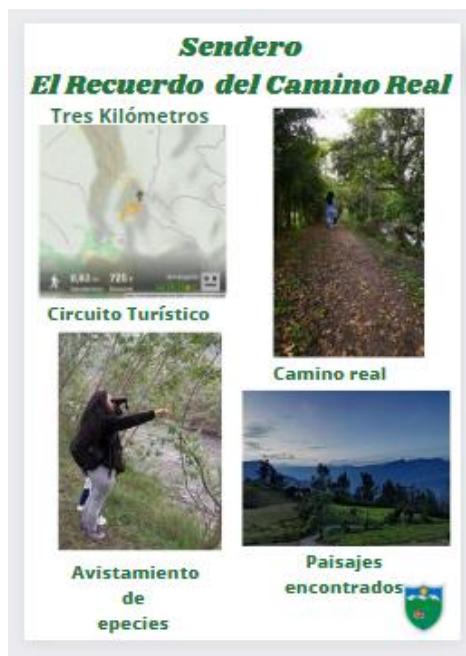 Sendero
El Recuerdo del Camino Real
Tres Kilómetros
Circuito Turístico
Camino real
Avistamiento
de
epecies
Paisajes
encontrados